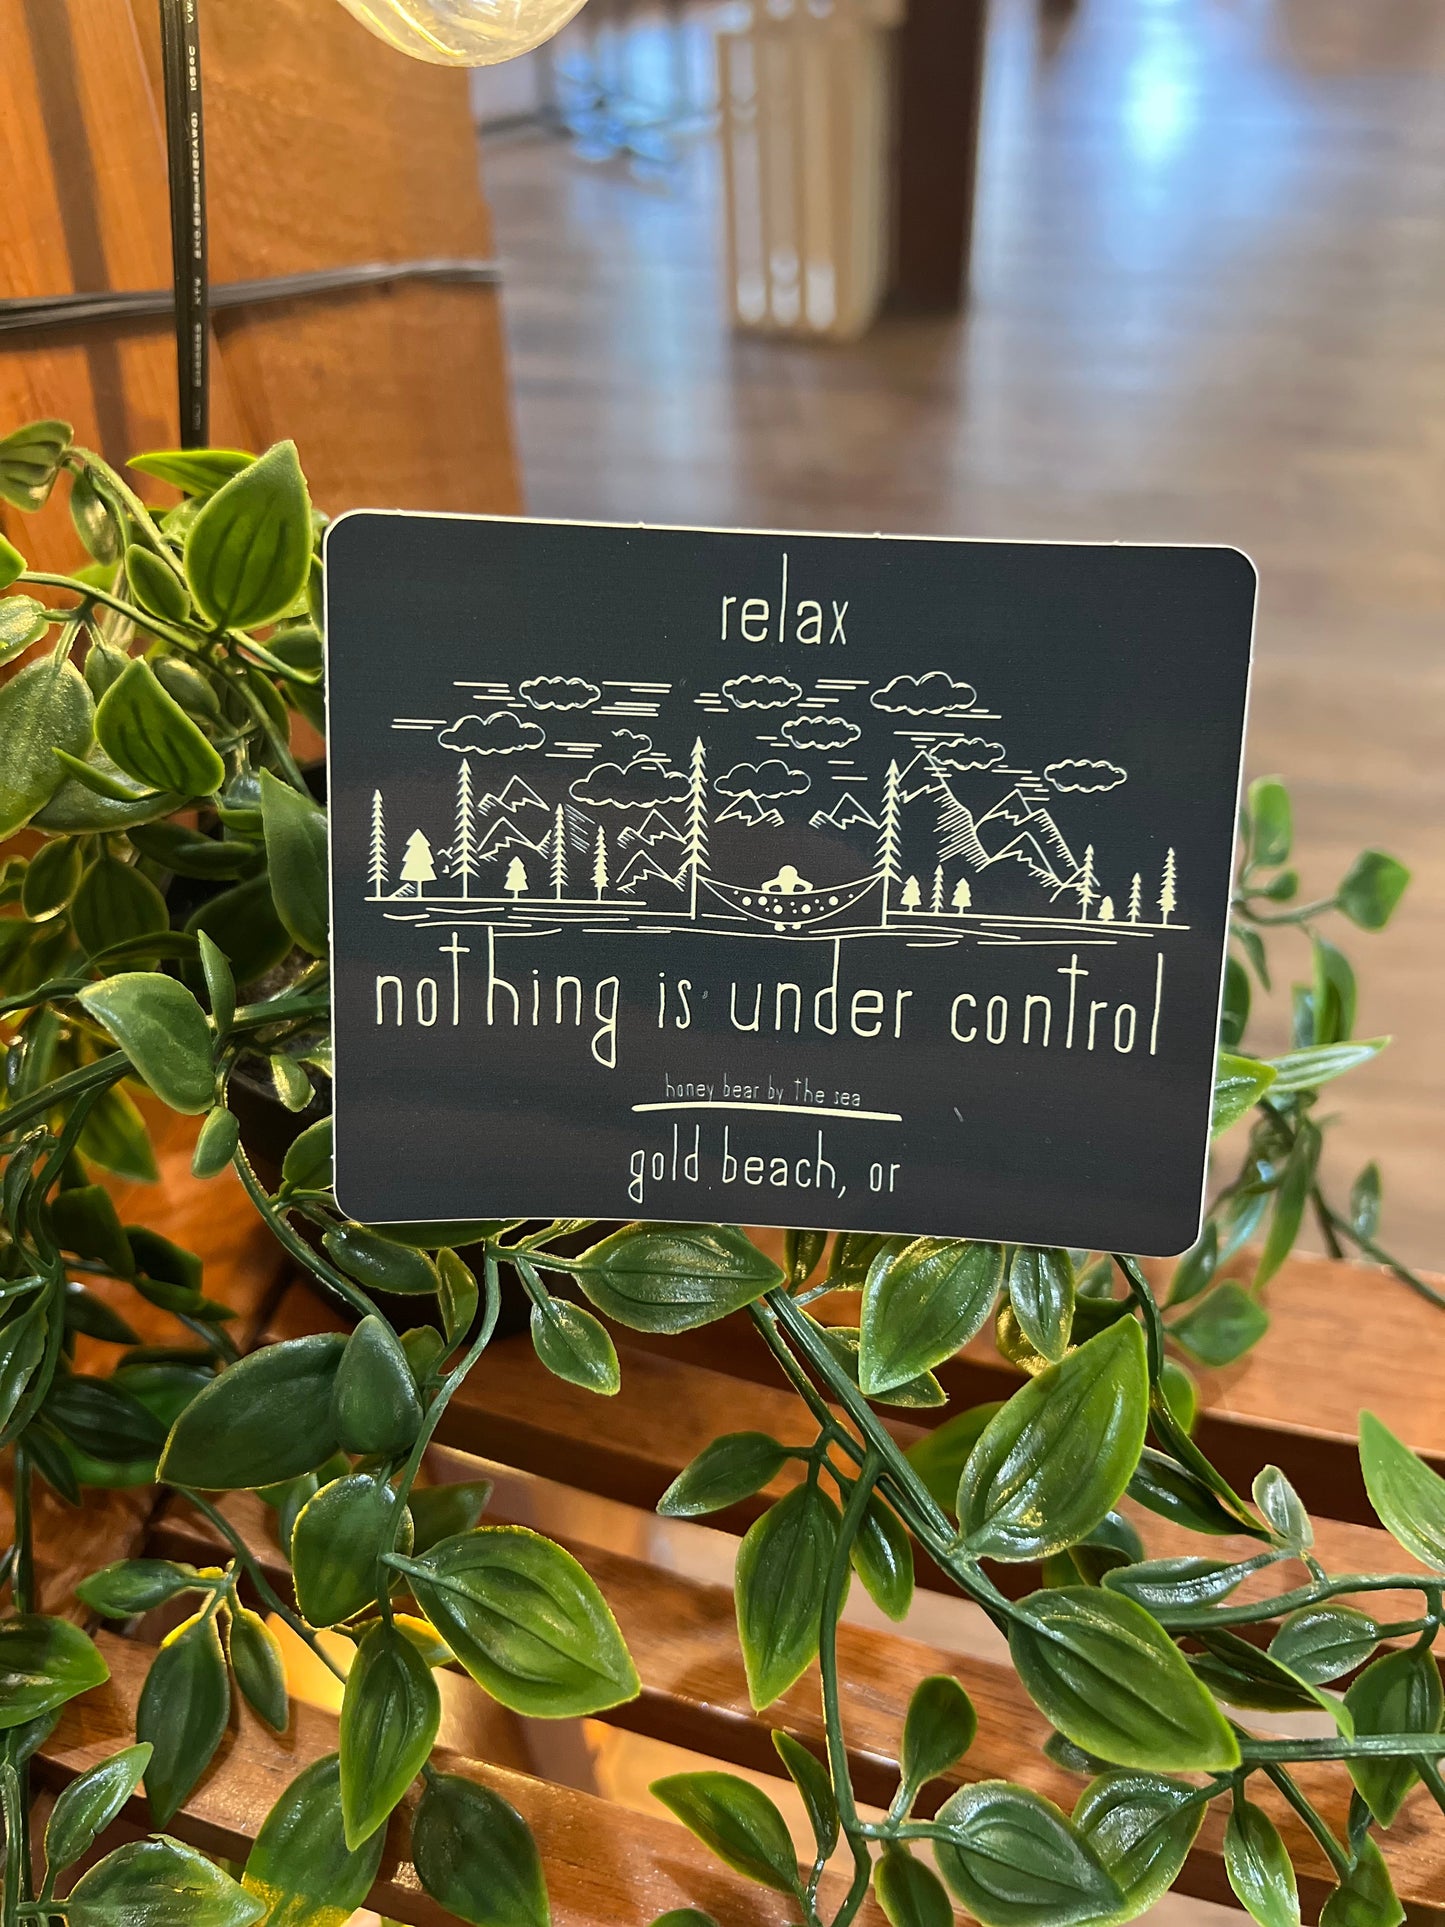 relax
nothing is under control
honey bear by the sea
gold beach, or